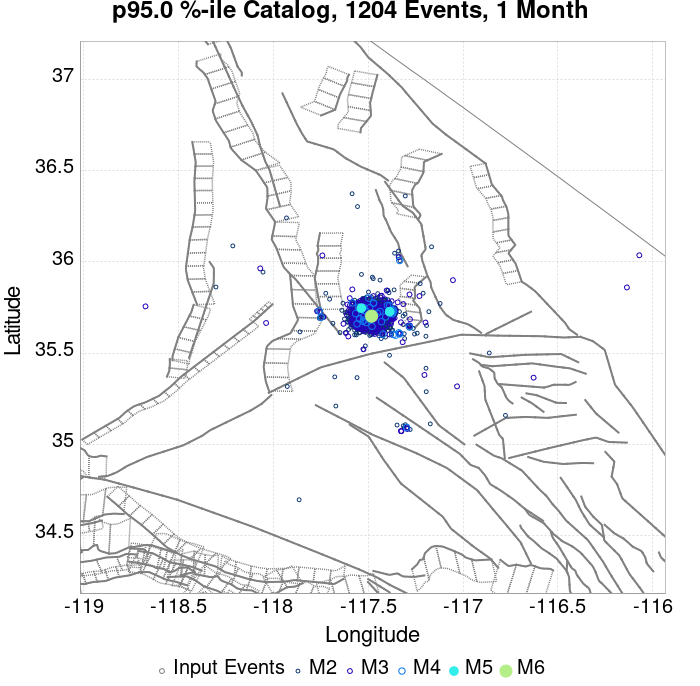 p95.0 %-ile Catalog, 1204 Events, 1 Month
37
36.5
36
35.5
35
34.5
Latitude
-119 -118.5 -118 -117.5 -117 -116.5 -116
Longitude
Input Events M2 M3 M4 M5 M6